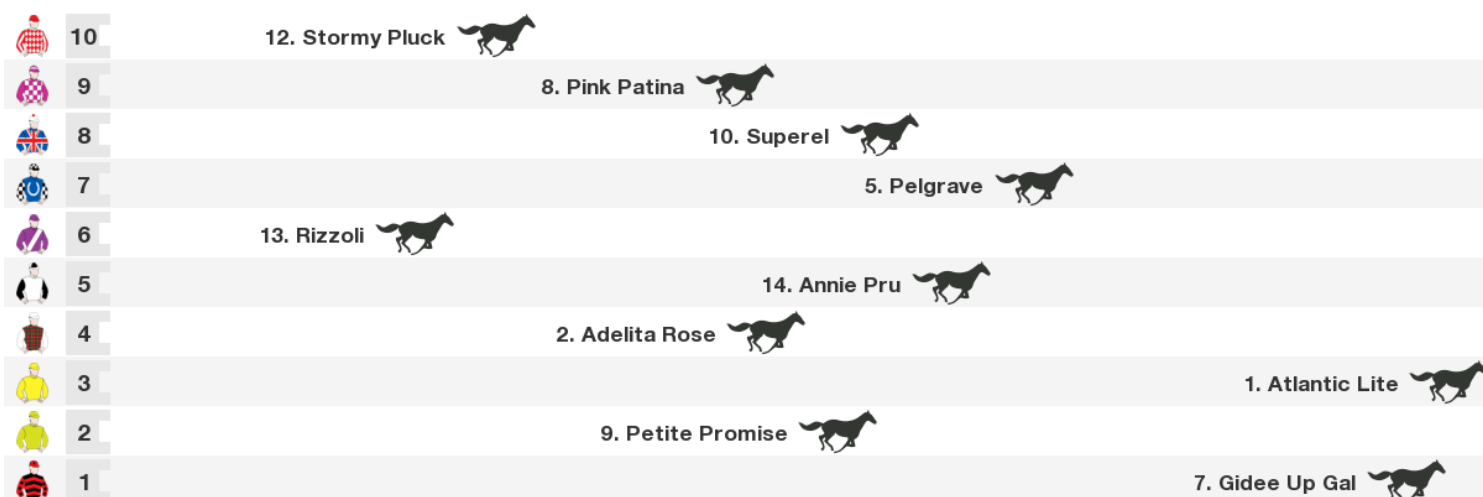 10 12. Stormy Pluck
9 8. Pink Patina
8 10. Superel
7 5. Pelgrave
6 13. Rizzoli
5 14. Annie Pru
4 2. Adelita Rose
3 1. Atlantic Lite
2 9. Petite Promise
1 7. Gidee Up Gal